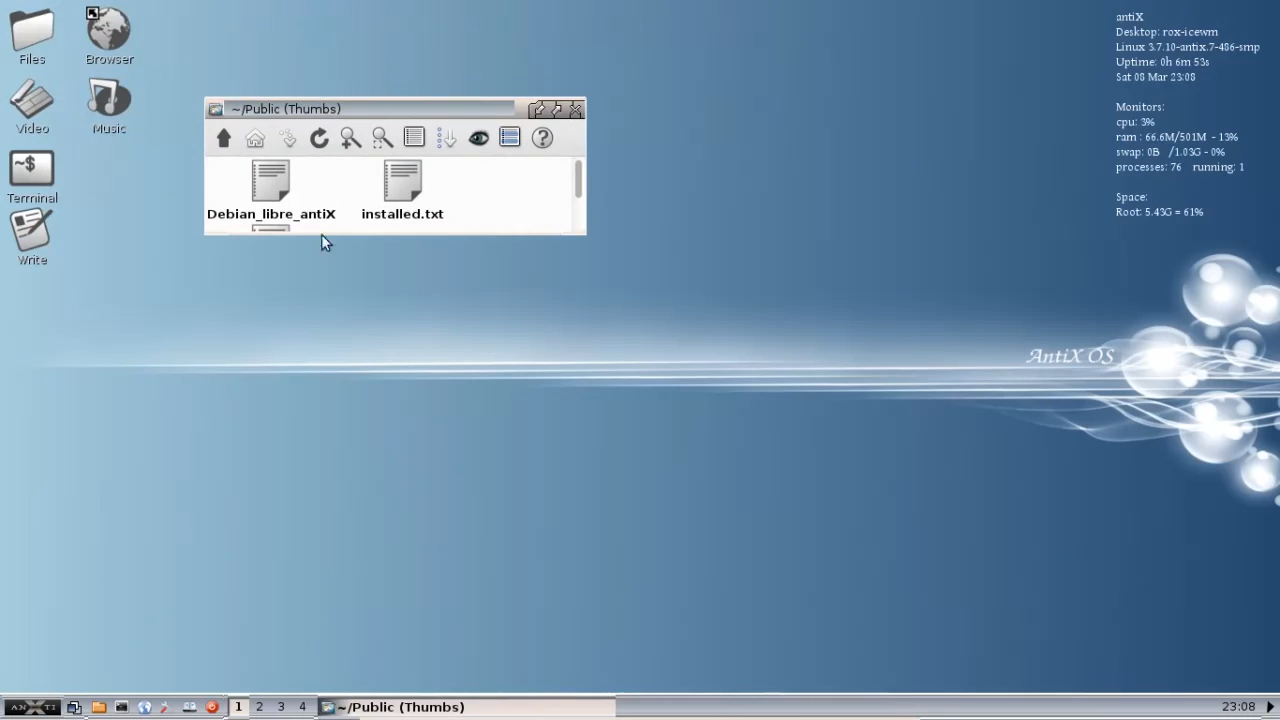 Files
Browser
Video
Music
~$
Terminal
Write
~/Public (Thumbs)
Debian_libre_antiX
installed.txt
antiX
Desktop: rox-icewm
Linux 3.7.10-antix.7-486-smp
Uptime: 0h 6m 53s
Sat 08 Mar 23:08
Monitors:
cpu: 3%
ram : 66.6M/501M - 13%
swap: 0B /1.03G - 0%
processes: 76 running: 1
Space:
Root: 5.43G = 61%
AntiX OS
ANXTI 1 2 3 4 ~/Public (Thumbs) 23:08